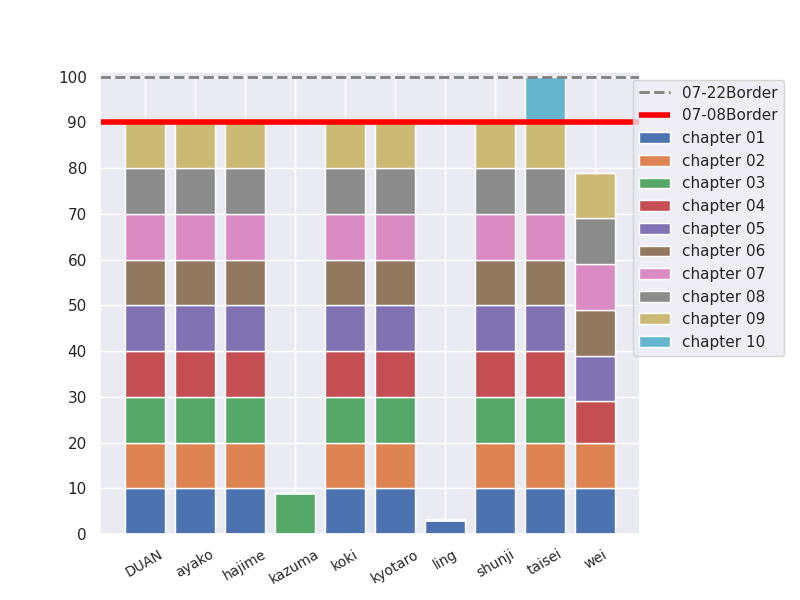 100
90
80
70
60
50
40
30
20
10
0
DUAN
ayako
hajime
kazuma
koki
kyotaro
ling
shunji
taisei
wei
07-22Border
07-08Border
chapter 01
chapter 02
chapter 03
chapter 04
chapter 05
chapter 06
chapter 07
chapter 08
chapter 09
chapter 10